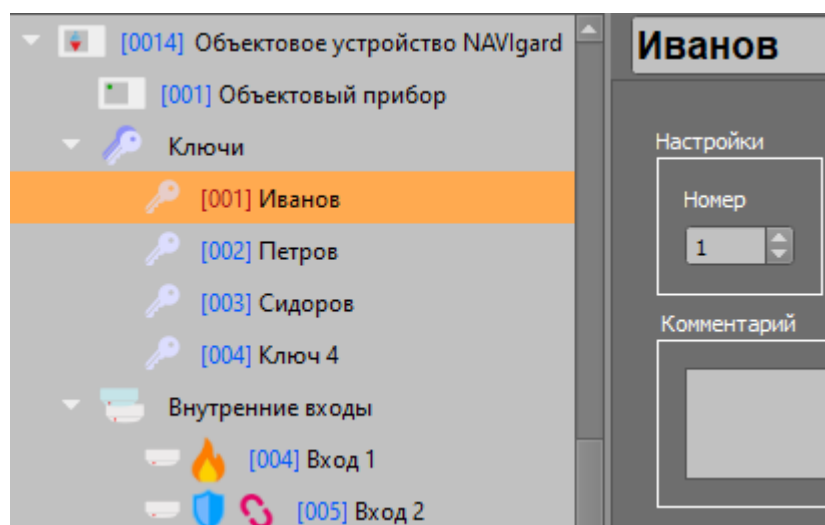 [0014] Объектовое устройство NAVIgard
[001] Объектовый прибор
Ключи
[001] Иванов
[002] Петров
[003] Сидоров
[004] Ключ 4
Внутренние входы
[004] Вход 1
[005] Вход 2
Иванов
Настройки
Номер
1
Комментарий